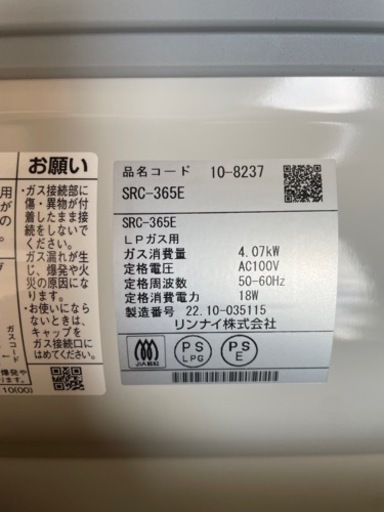 お願い
・ガス接続部に
傷・異物が付
着したまま接
続をしないで
ください。
・ガス漏れが生
じ、爆発や火
災の原因にな
ります。
・お使いになら
ないときは、
キャップを
ガス接続口に
はめてください。
品名コード 10-8237
SRC-365E
SRC-365E
LPガス用
ガス消費量 4.07kW
定格電圧 AC100V
定格周波数 50-60Hz
定格消費電力 18W
製造番号 22.10-035115
リンナイ株式会社
PS
LPG
PS
E